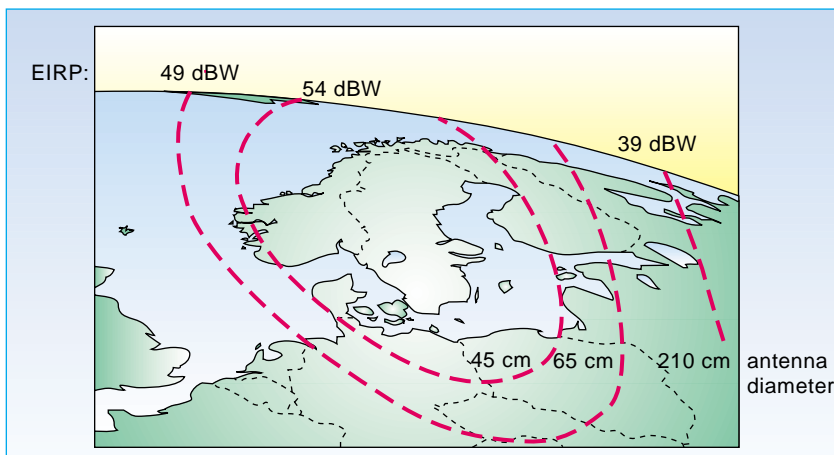 EIRP:
49 dBW
54 dBW
39 dBW
45 cm
65 cm
210 cm
antenna
diameter